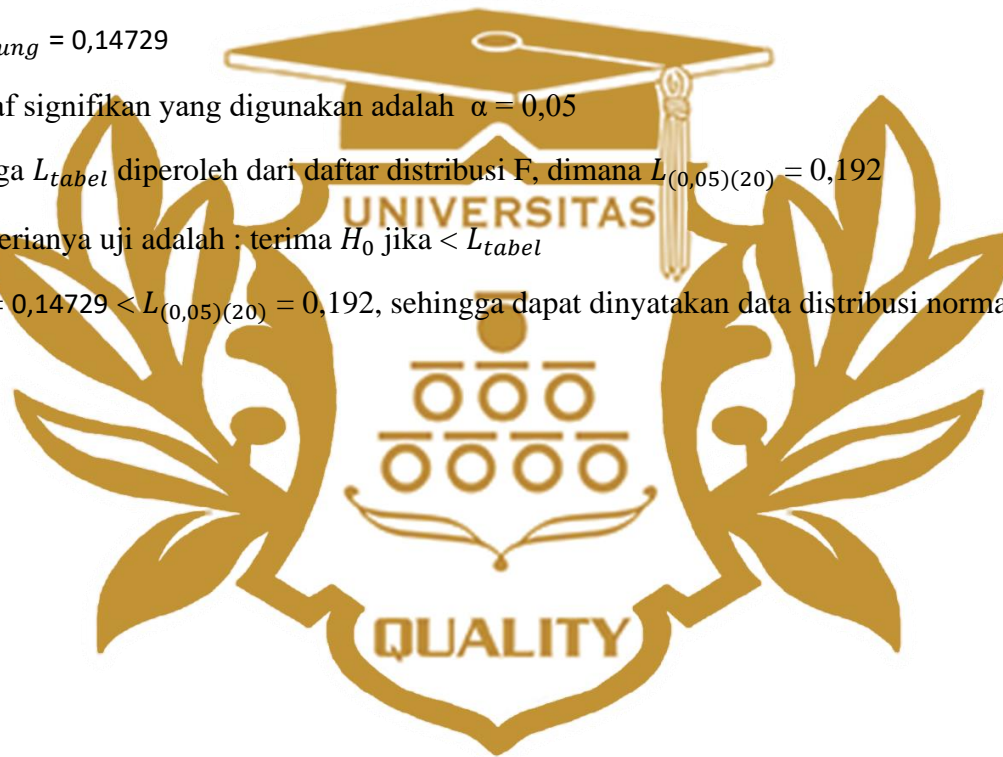 ung = 0,14729
af signifikan yang digunakan adalah α = 0,05
ga L_tabel diperoleh dari daftar distribusi F, dimana L_(0,05)(20) = 0,192
UNIVERSITAS
erianya uji adalah : terima H_0 jika < L_tabel
= 0,14729 < L_(0,05)(20) = 0,192, sehingga dapat dinyatakan data distribusi norma
QUALITY